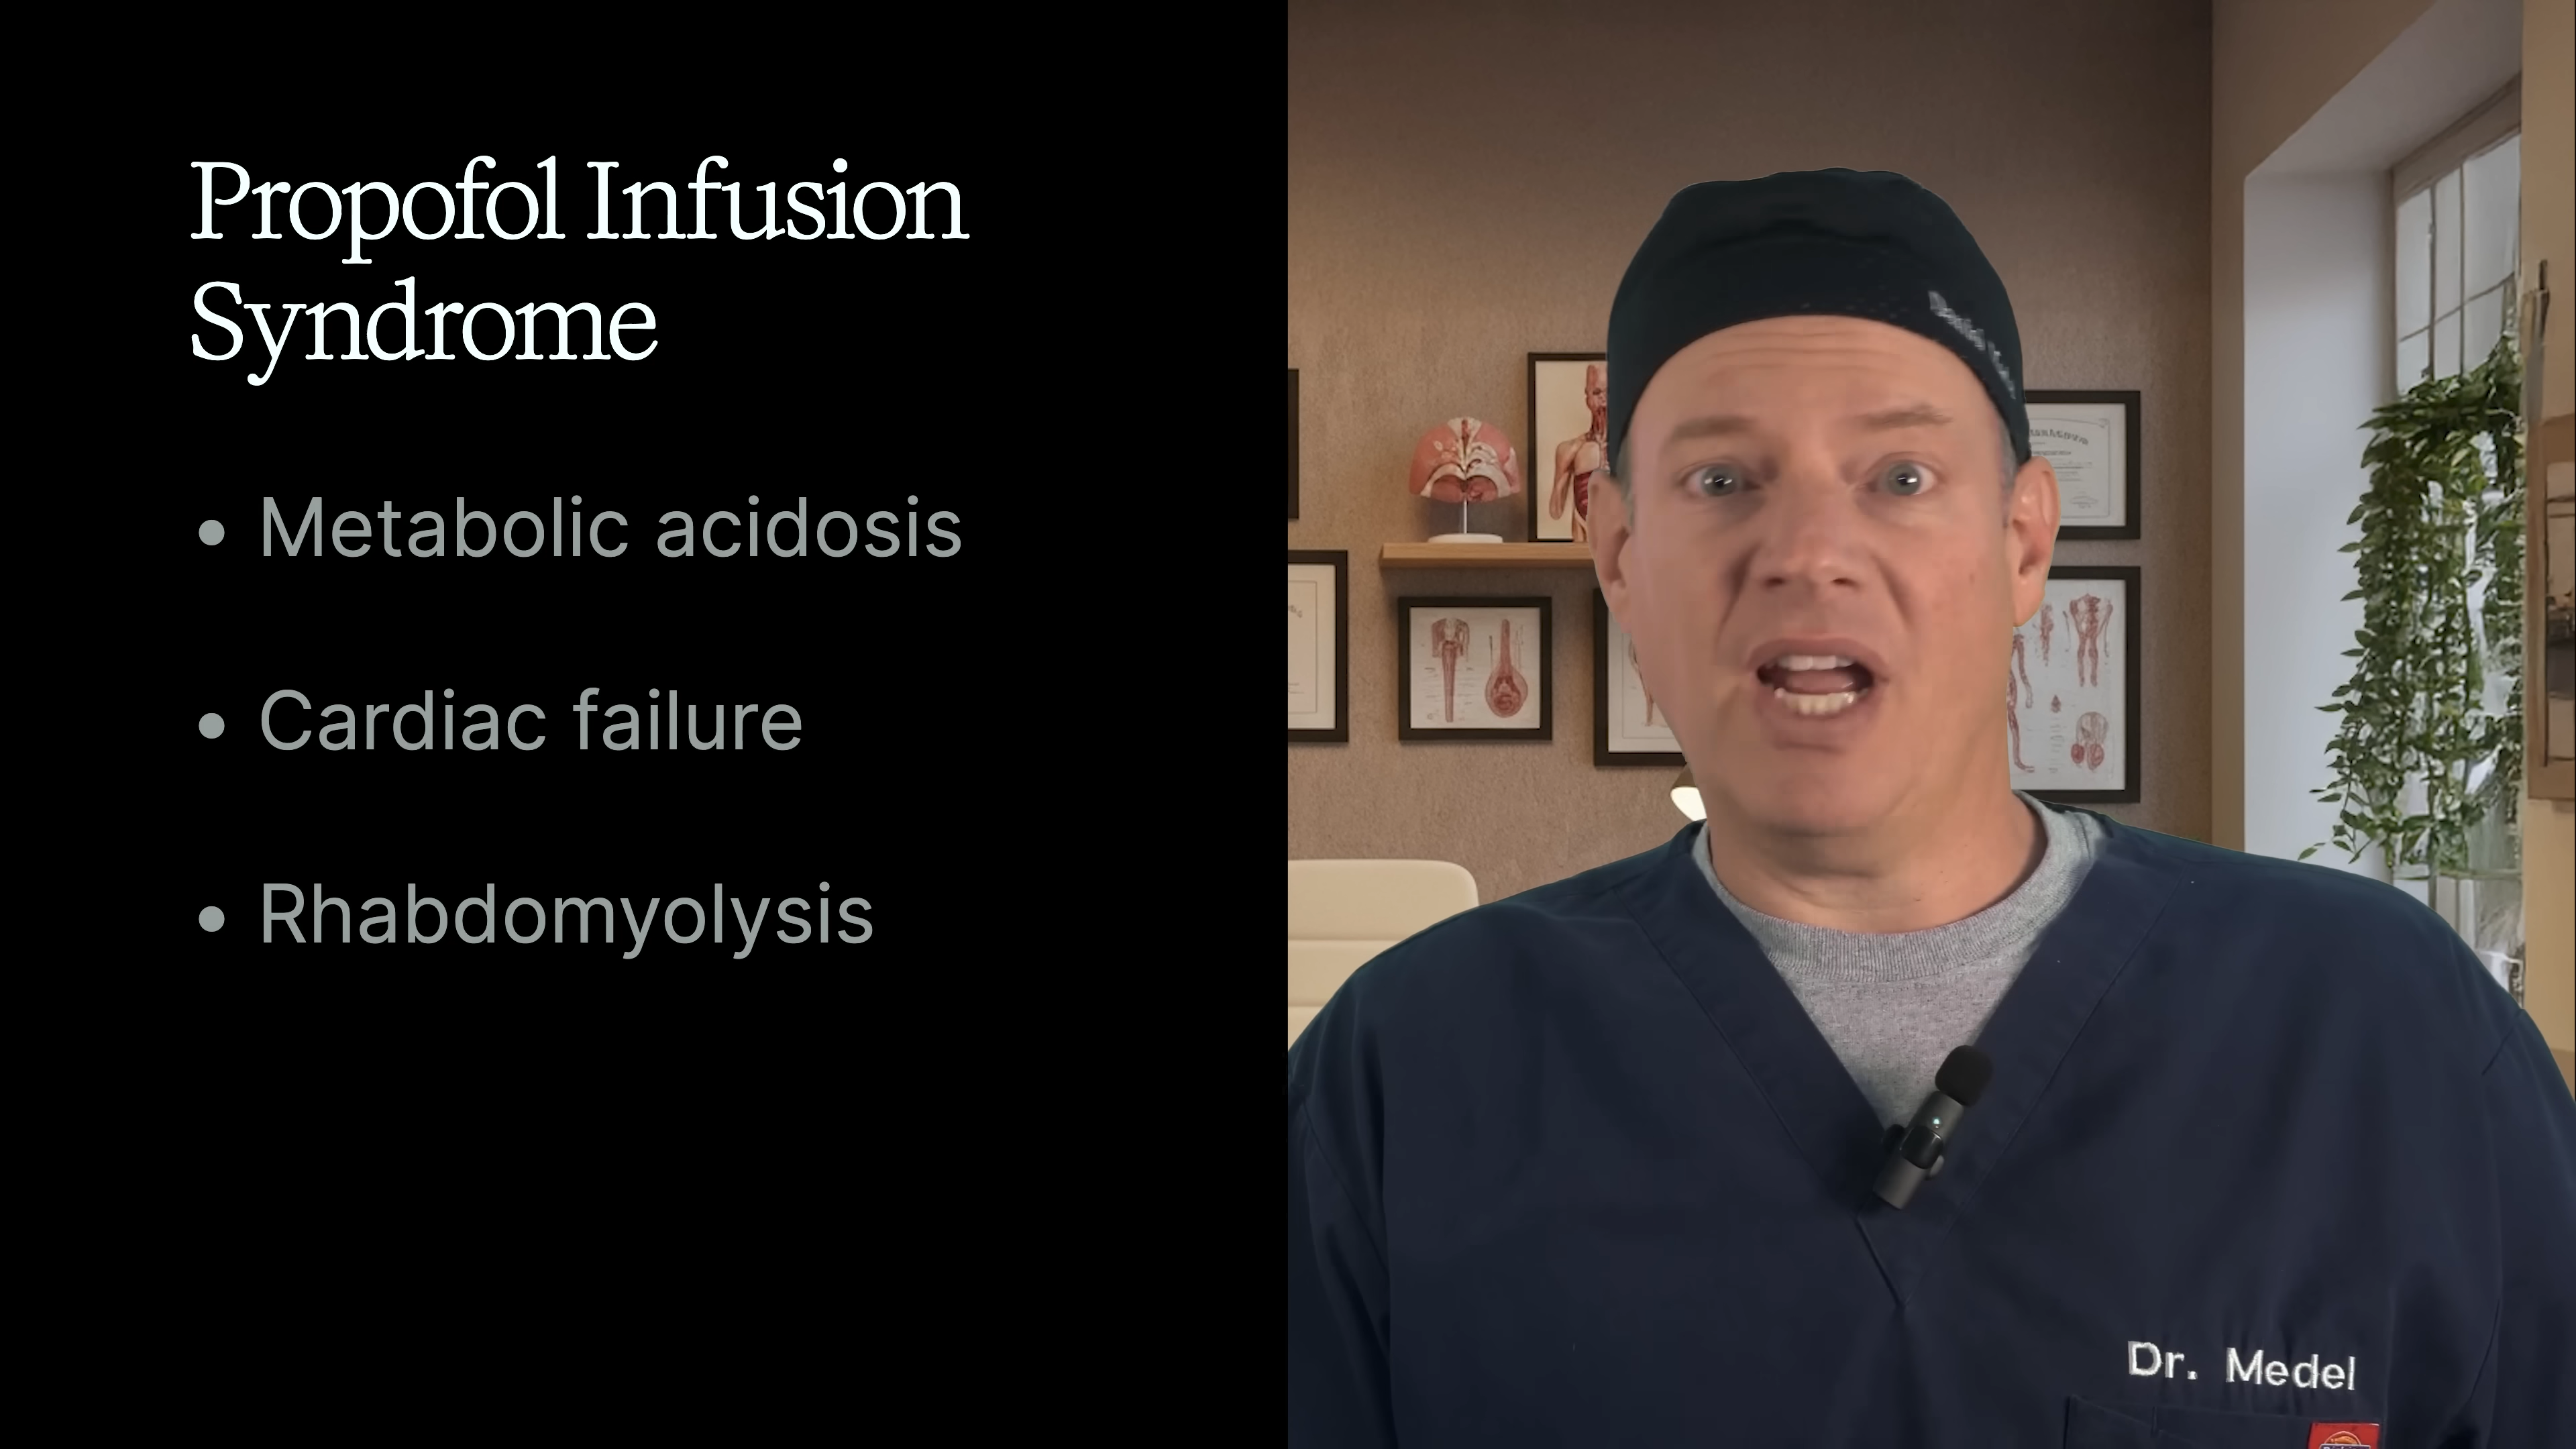 Propofol Infusion
Syndrome
• Metabolic acidosis
• Cardiac failure
• Rhabdomyolysis
Dr. Medel